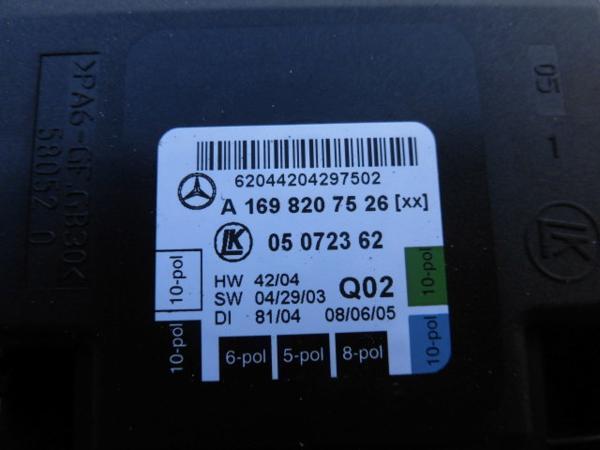 >PA6-GF,GB30<
58052 0
05
1
LK
62044204297502
A 169 820 75 26 [xx]
LK
05 0723 62
HW 42/04
SW 04/29/03
DI 81/04 08/06/05
Q02
10-pol
10-pol
10-pol
10-pol
6-pol
5-pol
8-pol